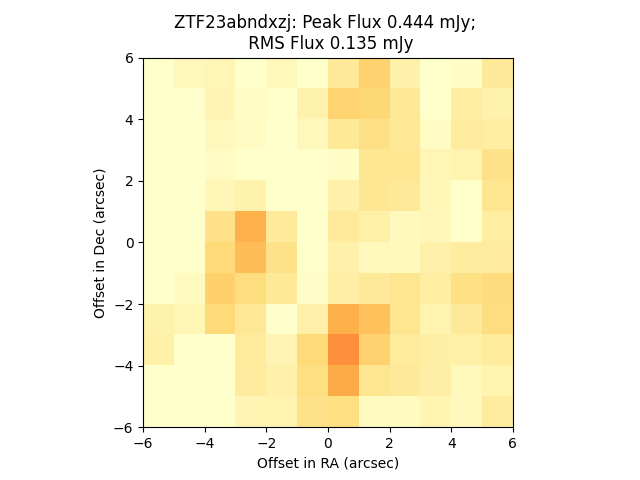 ZTF23abndxzj: Peak Flux 0.444 mJy;
RMS Flux 0.135 mJy
6
4
2
0
−2
−4
−6
Offset in Dec (arcsec)
−6 −4 −2 0 2 4 6
Offset in RA (arcsec)